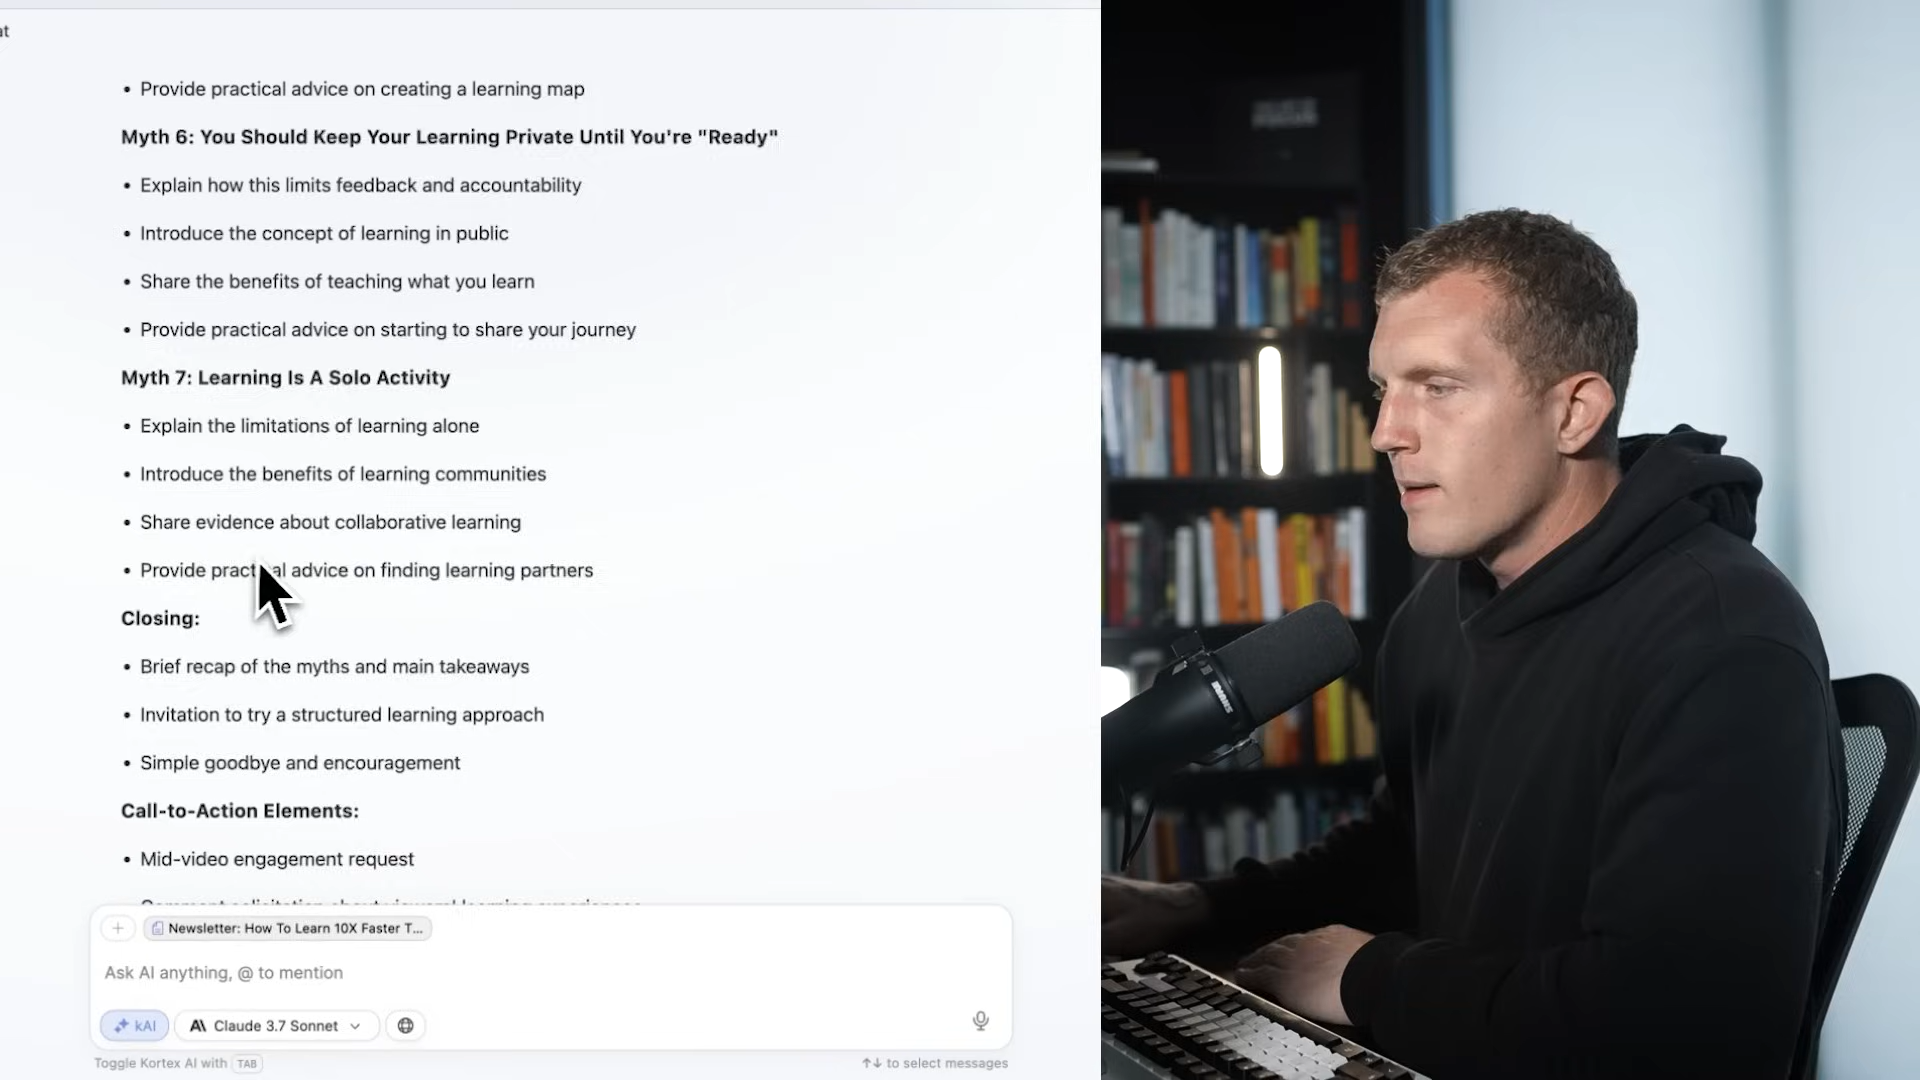 at
• Provide practical advice on creating a learning map
Myth 6: You Should Keep Your Learning Private Until You're "Ready"
• Explain how this limits feedback and accountability
• Introduce the concept of learning in public
• Share the benefits of teaching what you learn
• Provide practical advice on starting to share your journey
Myth 7: Learning Is A Solo Activity
• Explain the limitations of learning alone
• Introduce the benefits of learning communities
• Share evidence about collaborative learning
• Provide practical advice on finding learning partners
Closing:
• Brief recap of the myths and main takeaways
• Invitation to try a structured learning approach
• Simple goodbye and encouragement
Call-to-Action Elements:
• Mid-video engagement request
Newsletter: How To Learn 10X Faster T...
Ask AI anything, @ to mention
kAI
Claude 3.7 Sonnet
Toggle Kortex AI with TAB
↑↓ to select messages
SHURE